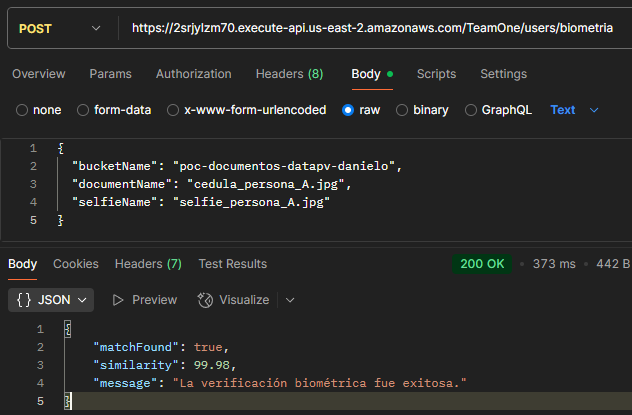 POST https://2srjylzm70.execute-api.us-east-2.amazonaws.com/TeamOne/users/biometria
Overview Params Authorization Headers (8) Body Scripts Settings
none form-data x-www-form-urlencoded raw binary GraphQL Text
1 {
2 "bucketName": "poc-documentos-datapv-danielo",
3 "documentName": "cedula_persona_A.jpg",
4 "selfieName": "selfie_persona_A.jpg"
5 }
Body Cookies Headers (7) Test Results 200 OK • 373 ms • 442 B
{} JSON Preview Visualize
1 {
2 "matchFound": true,
3 "similarity": 99.98,
4 "message": "La verificación biométrica fue exitosa."
5 }